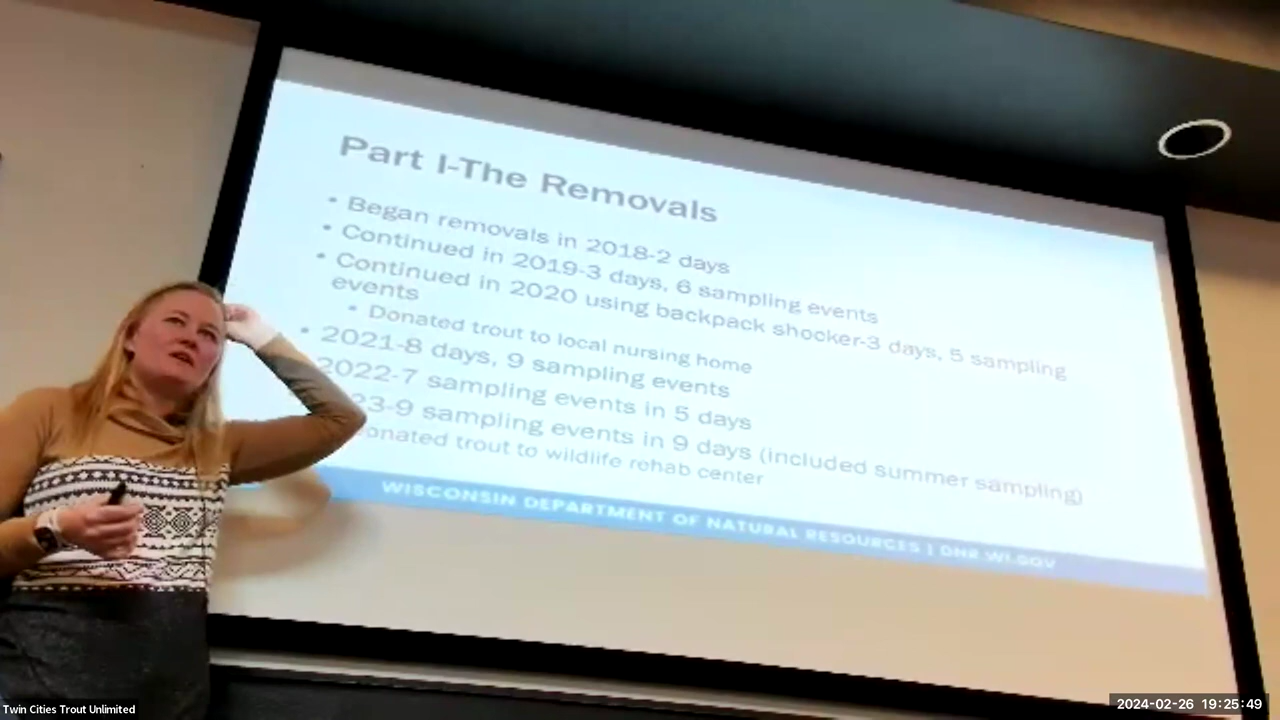 Part I-The Removals
• Began removals in 2018-2 days
• Continued in 2019-3 days, 6 sampling events
• Continued in 2020 using backpack shocker-3 days, 5 sampling
events
• Donated trout to local nursing home
• 2021-8 days, 9 sampling events
2022-7 sampling events in 5 days
23-9 sampling events in 9 days (included summer sampling)
onated trout to wildlife rehab center
WISCONSIN DEPARTMENT OF NATURAL RESOURCES | DNR.WI.GOV
Twin Cities Trout Unlimited
2024-02-26 19:25:49